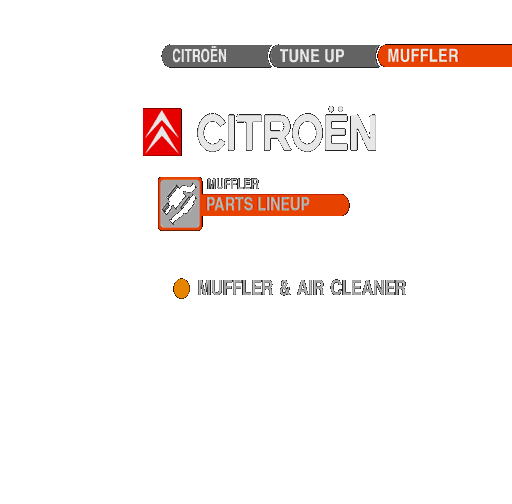 CITROËN TUNE UP MUFFLER
CITROËN
MUFFLER
PARTS LINEUP
MUFFLER & AIR CLEANER